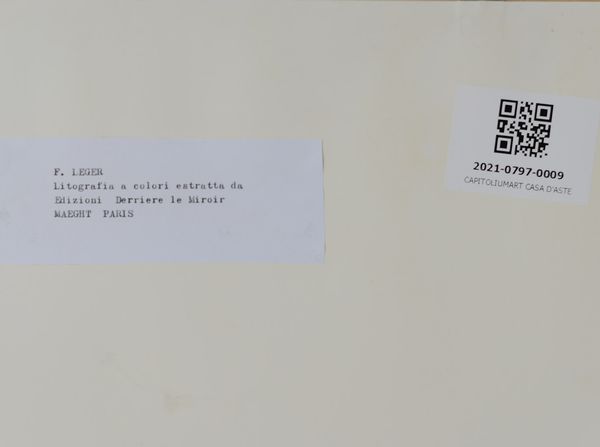 F. LEGER
Litografia a colori estratta da
Edizioni Derriere le Miroir
MAEGHT PARIS
2021-0797-0009
CAPITOLIUMART CASA D'ASTE